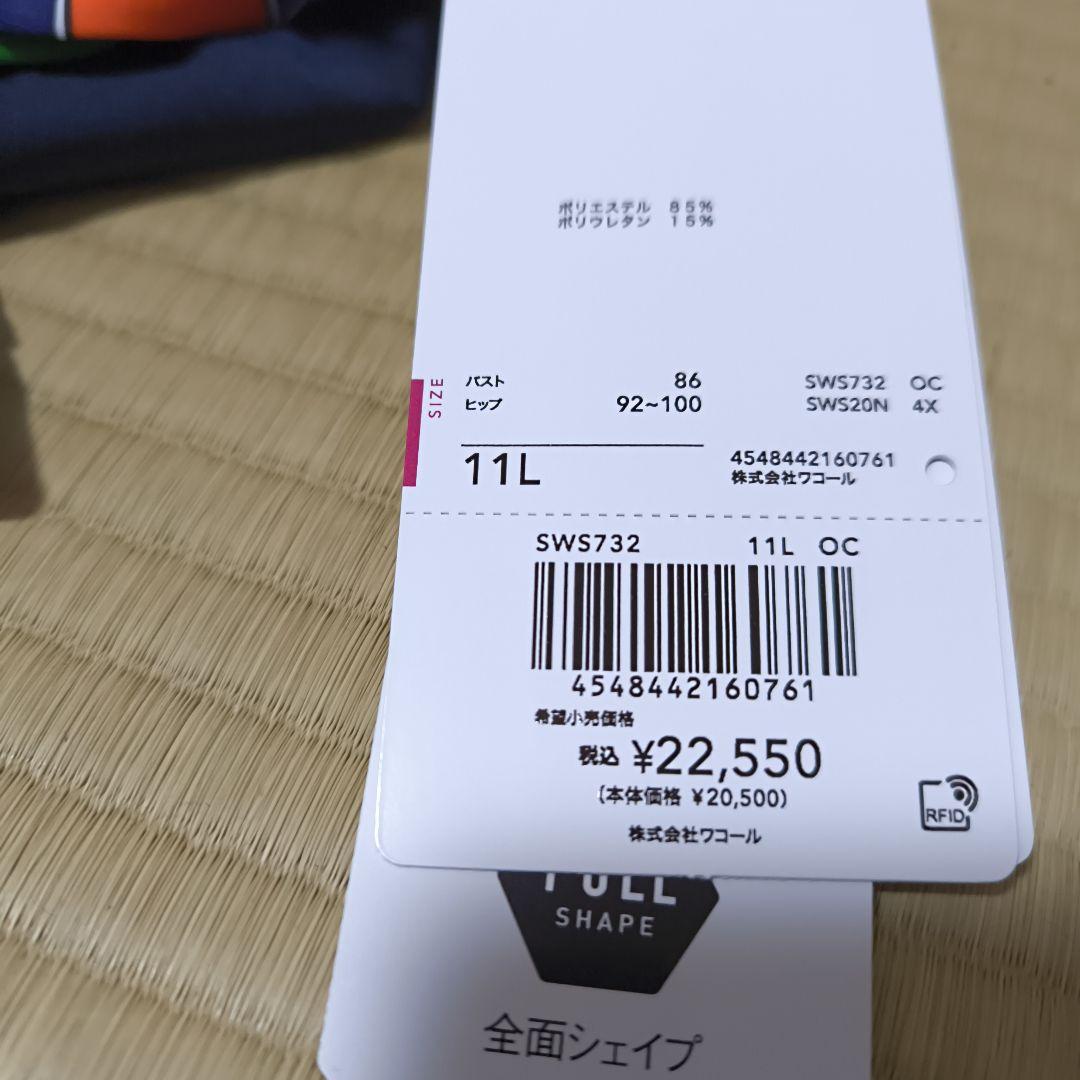 ポリエステル 85%
ポリウレタン 15%
SIZE
バスト 86
ヒップ 92~100
11L
SWS732 OC
SWS20N 4X
4548442160761
株式会社ワコール
SWS732 11L OC
4548442160761
希望小売価格
税込 ¥22,550
(本体価格 ¥20,500)
株式会社ワコール
RFID
FULL
SHAPE
全面シェイプ